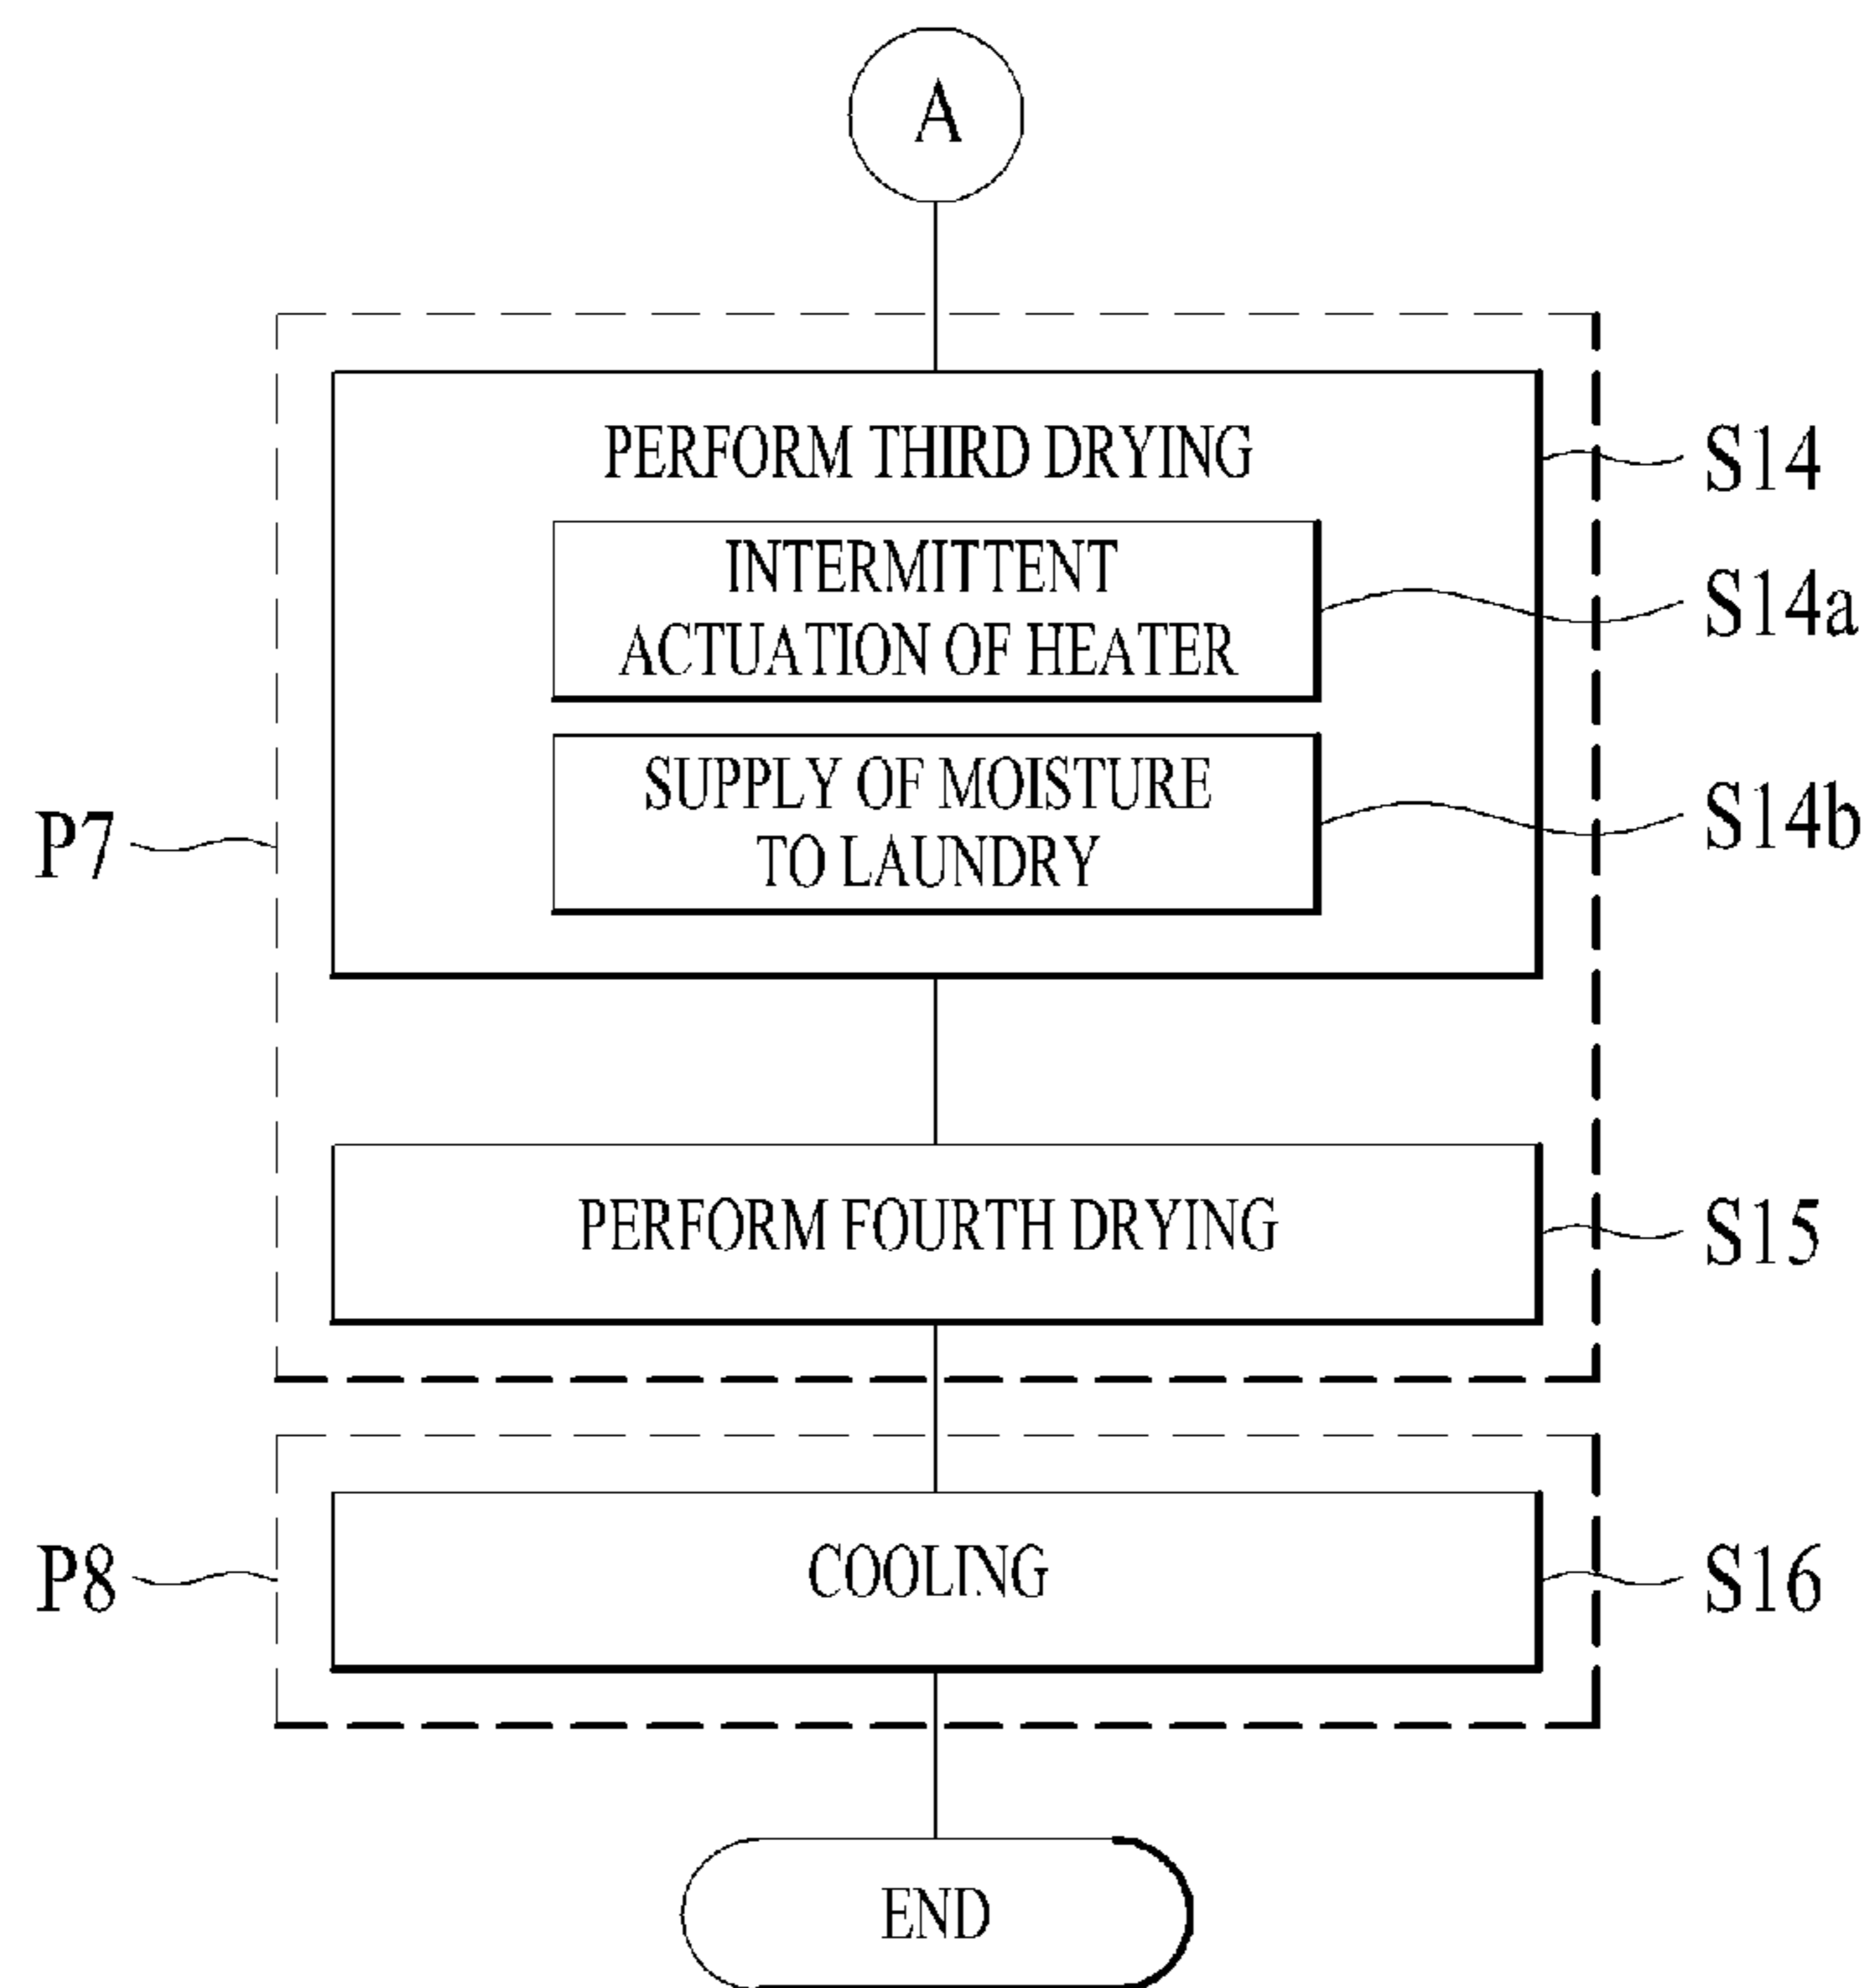 A
PERFORM THIRD DRYING
S14
INTERMITTENT
ACTUATION OF HEATER
S14a
SUPPLY OF MOISTURE
TO LAUNDRY
S14b
P7
PERFORM FOURTH DRYING
S15
P8
COOLING
S16
END